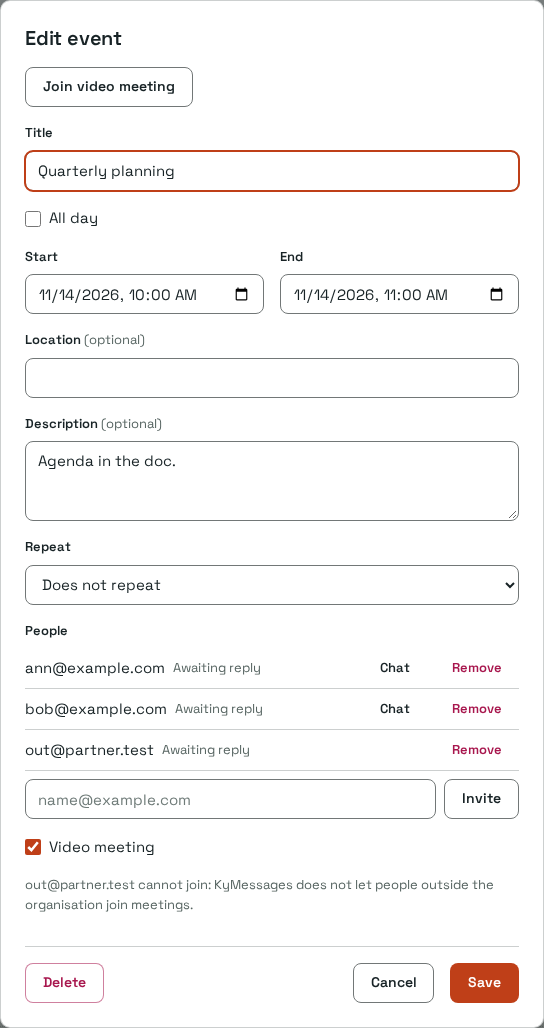 Edit event
Join video meeting
Title
Quarterly planning
All day
Start End
11/14/2026, 10:00 AM 11/14/2026, 11:00 AM
Location (optional)
Description (optional)
Agenda in the doc.
Repeat
Does not repeat
People
ann@example.com Awaiting reply Chat Remove
bob@example.com Awaiting reply Chat Remove
out@partner.test Awaiting reply Remove
name@example.com Invite
Video meeting
out@partner.test cannot join: KyMessages does not let people outside the
organisation join meetings.
Delete Cancel Save